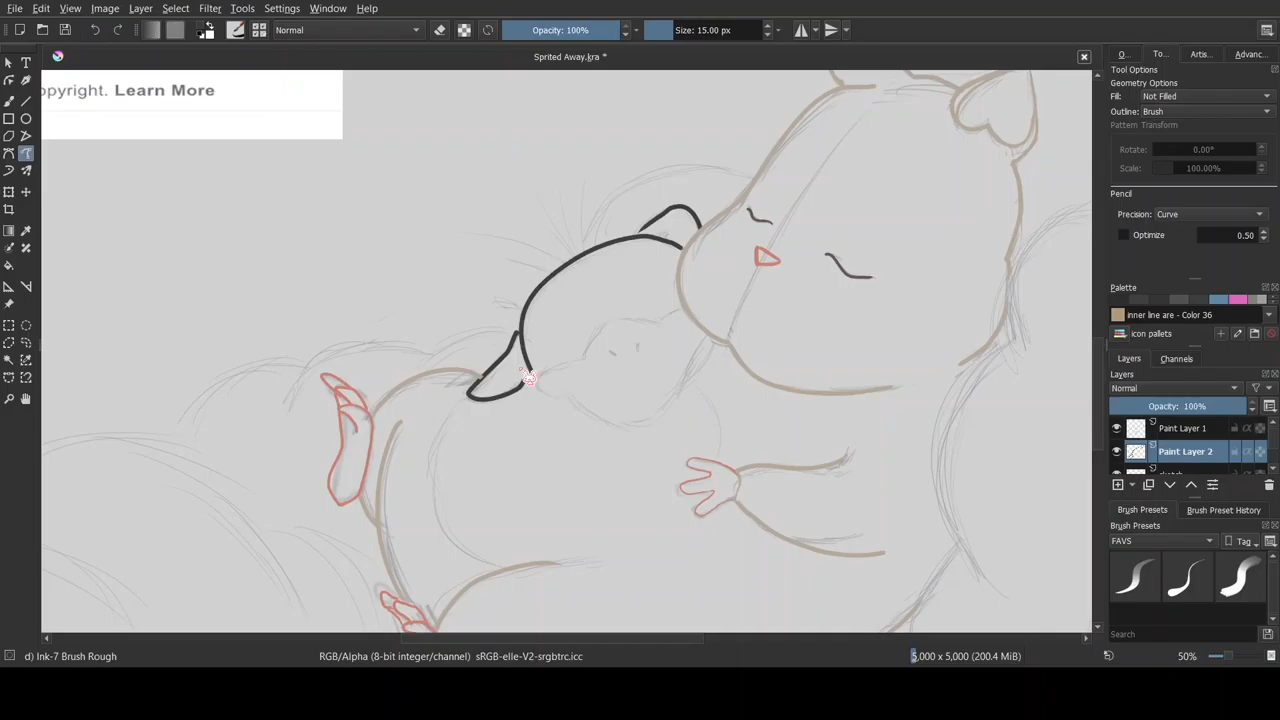 File Edit View Image Layer Select Filter Tools Settings Window Help
Normal Opacity: 100% Size: 15.00 px
Sprited Away.kra *
opyright. Learn More
O... To... Artis... Advanc...
Tool Options
Geometry Options
Fill: Not Filled
Outline: Brush
Pattern Transform
Rotate: 0.00°
Scale: 100.00%
Pencil
Precision: Curve
Optimize 0.50
Palette
inner line are - Color 36
icon pallets
Layers Channels
Layers
Normal
Opacity: 100%
Paint Layer 1
Paint Layer 2
Brush Presets Brush Preset History
Brush Presets
FAVS Tag
Search
d) Ink-7 Brush Rough RGB/Alpha (8-bit integer/channel) sRGB-elle-V2-srgbtrc.icc 5,000 x 5,000 (200.4 MiB) 50%